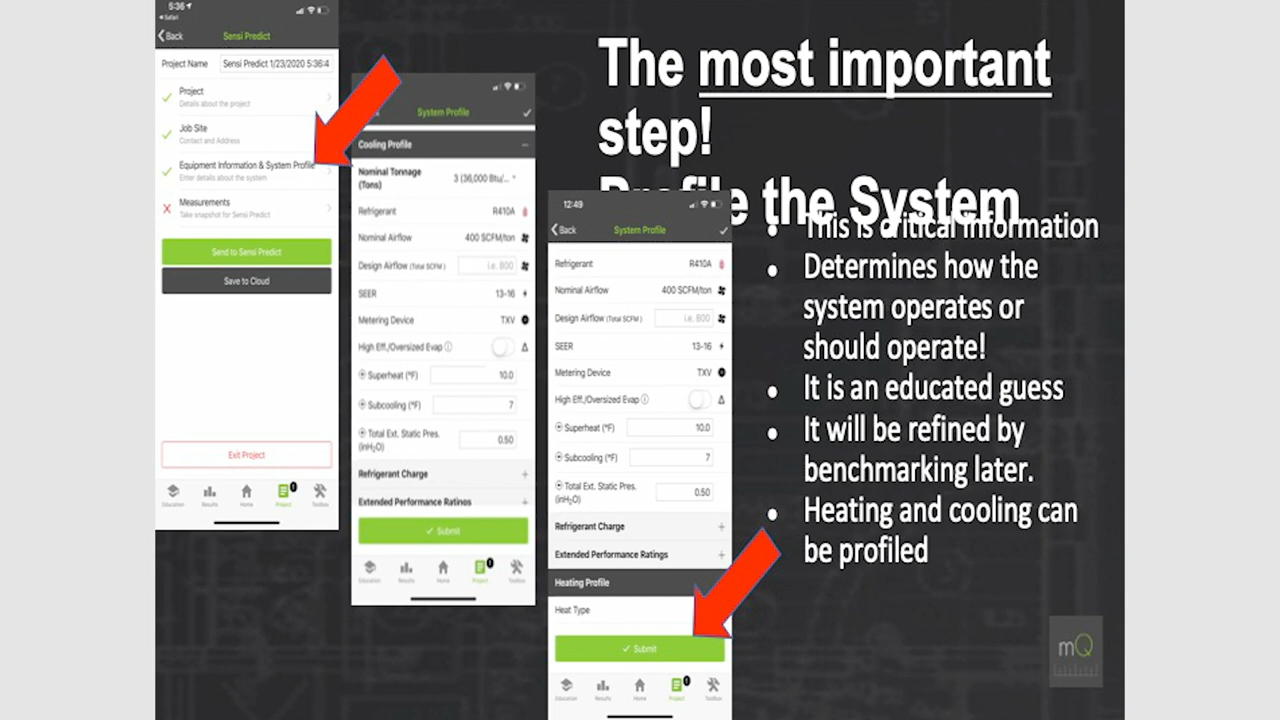 5:36
Safari
Back
Sensi Predict
Project Name
Sensi Predict 1/23/2020 5:36:4
Project
Details about the project
Job Site
Contact and Address
Equipment Information & System Profile
Enter details about the system
Measurements
Take snapshot for Sensi Predict
Send to Sensi Predict
Save to Cloud
Exit Project
Education Results Home Project Toolbox
System Profile
Cooling Profile
Nominal Tonnage
(Tons)
3 (36,000 Btu/...
Refrigerant R410A
Nominal Airflow 400 SCFM/ton
Design Airflow (Total SCFM) i.e. 800
SEER 13-16
Metering Device TXV
High Eff./Oversized Evap
Superheat (°F) 10.0
Subcooling (°F) 7
Total Ext. Static Pres.
(inH2O) 0.50
Refrigerant Charge
Extended Performance Ratings
Submit
Education Results Home Project Toolbox
12:49
Back
System Profile
Refrigerant R410A
Nominal Airflow 400 SCFM/ton
Design Airflow (Total SCFM) i.e. 800
SEER 13-16
Metering Device TXV
High Eff./Oversized Evap
Superheat (°F) 10.0
Subcooling (°F) 7
Total Ext. Static Pres.
(inH2O) 0.50
Refrigerant Charge
Extended Performance Ratings
Heating Profile
Heat Type
Submit
Education Results Home Project Toolbox
The most important
step!
Profile the System
• This is critical information
• Determines how the
system operates or
should operate!
• It is an educated guess
• It will be refined by
benchmarking later.
• Heating and cooling can
be profiled
mQ